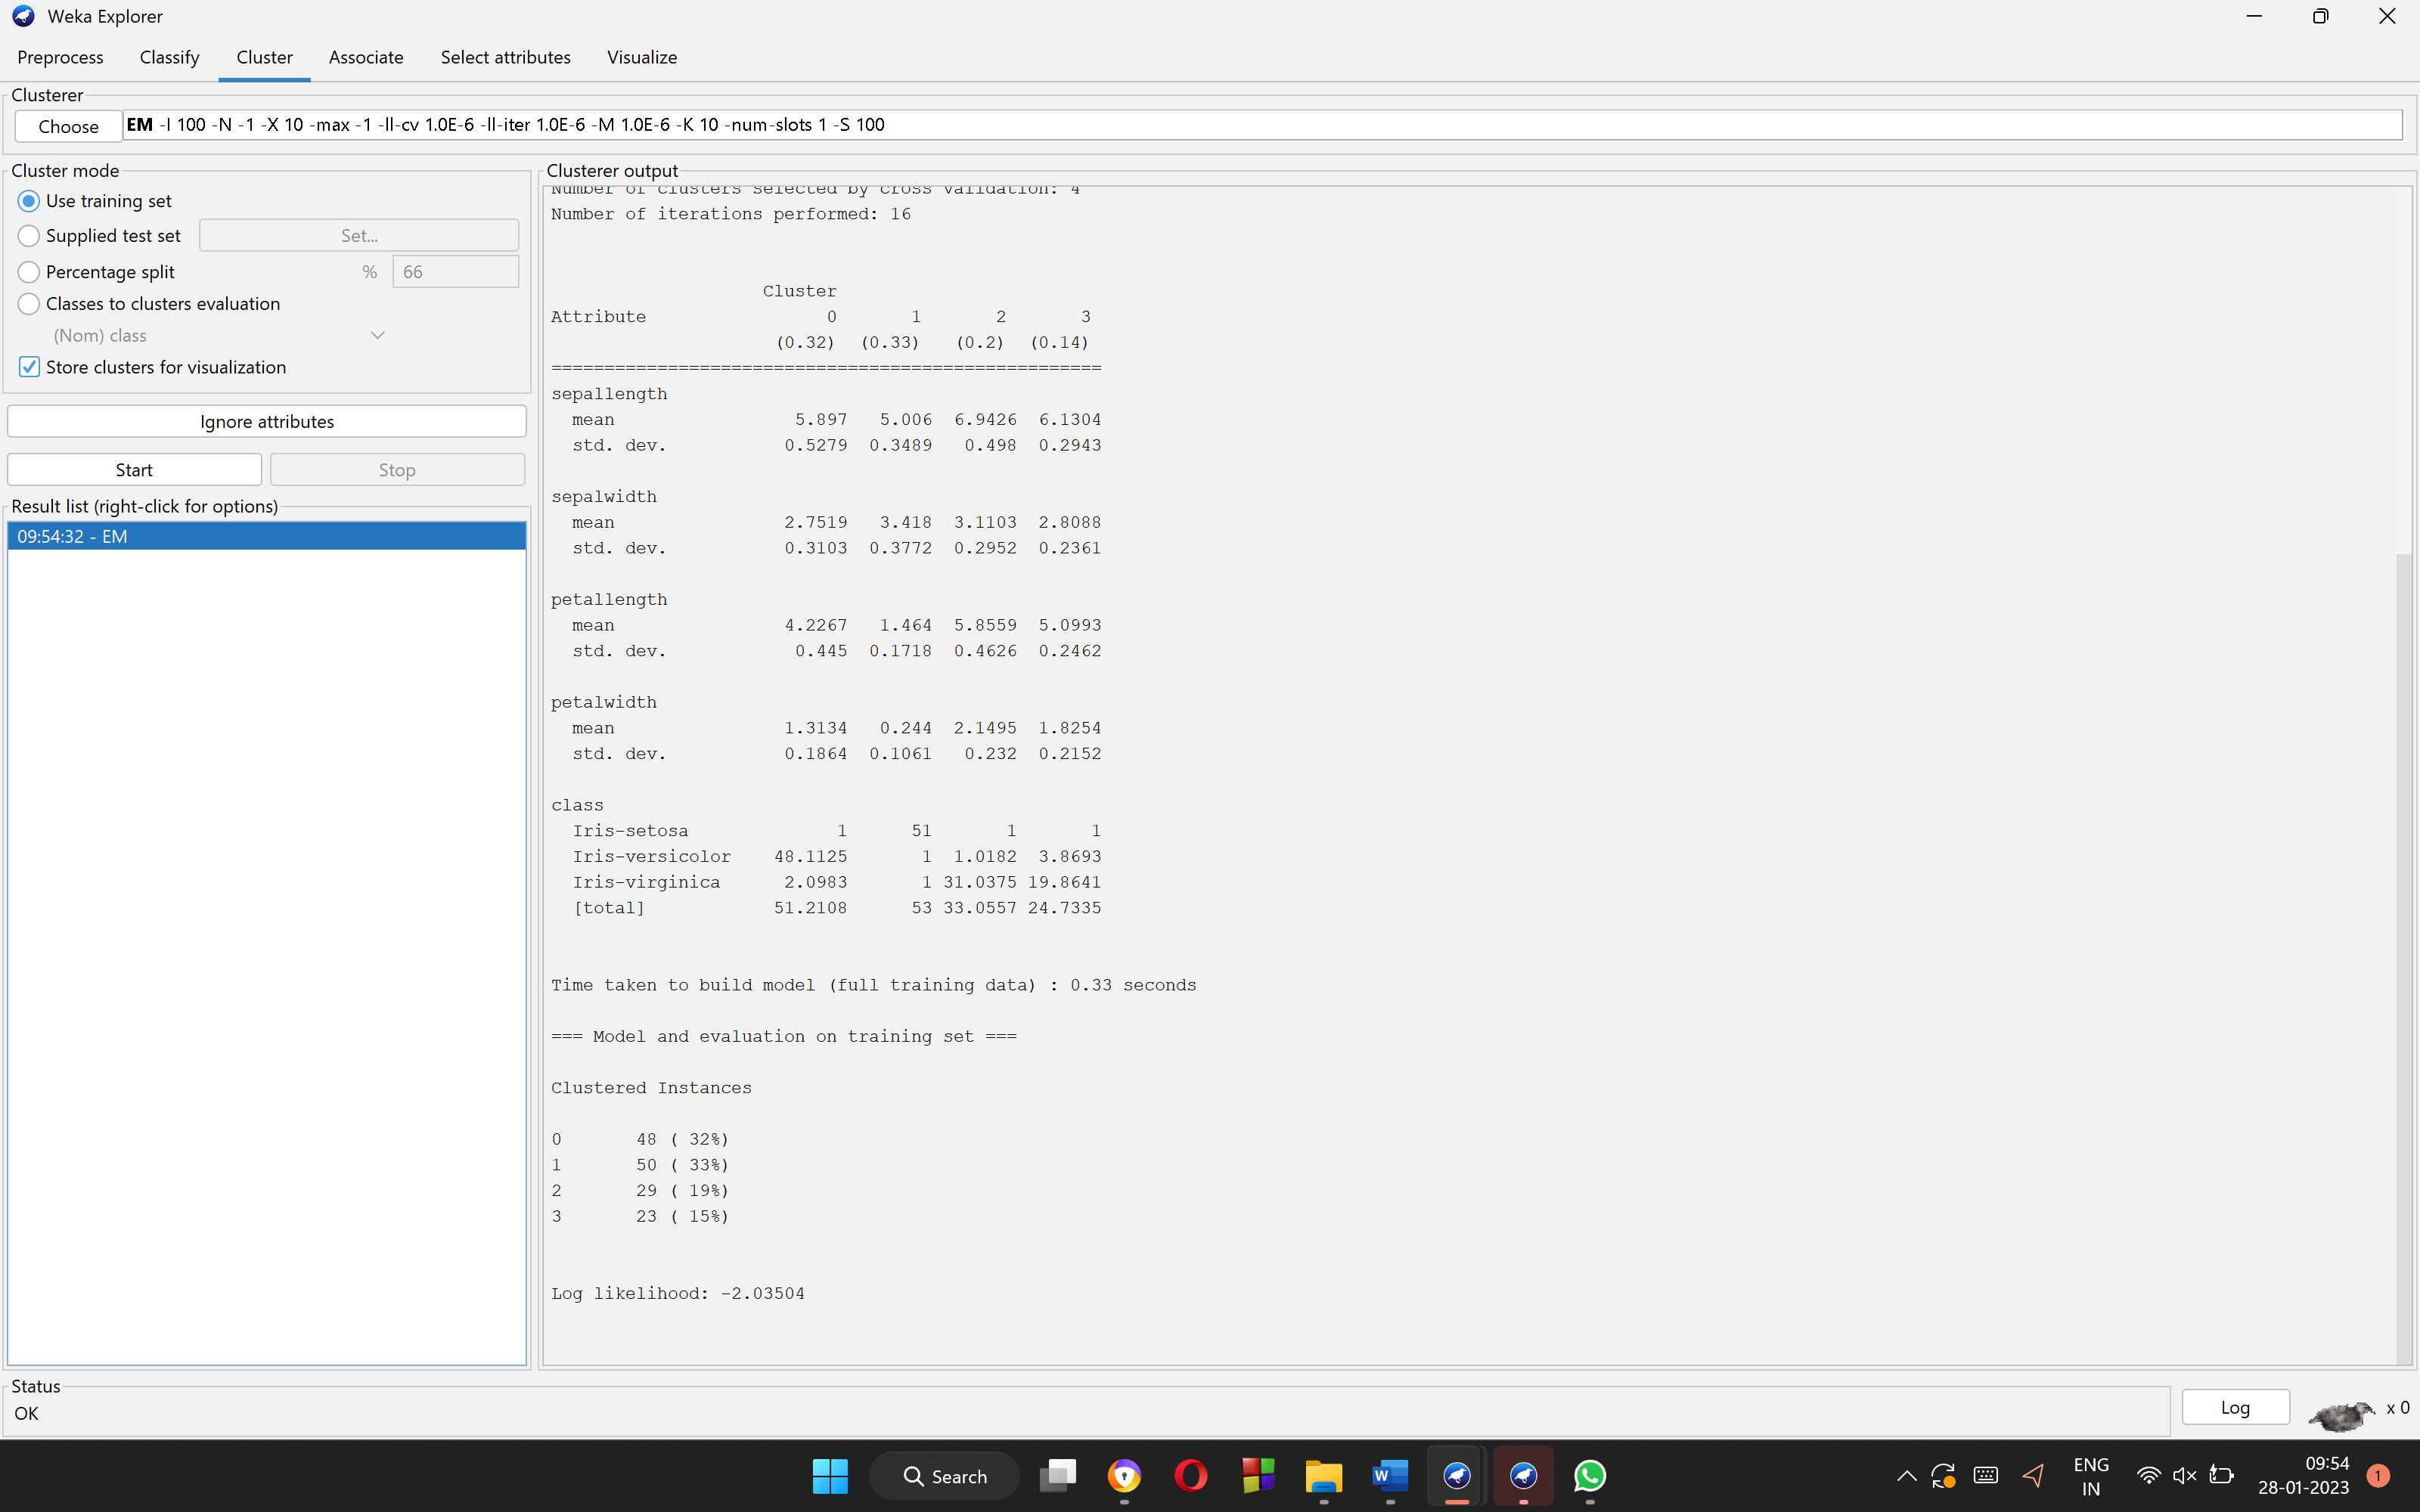 Weka Explorer
Preprocess Classify Cluster Associate Select attributes Visualize
Clusterer
Choose EM -I 100 -N -1 -X 10 -max -1 -ll-cv 1.0E-6 -ll-iter 1.0E-6 -M 1.0E-6 -K 10 -num-slots 1 -S 100
Cluster mode
Use training set
Supplied test set Set...
Percentage split % 66
Classes to clusters evaluation
(Nom) class
Store clusters for visualization
Ignore attributes
Start Stop
Result list (right-click for options)
09:54:32 - EM
Clusterer output
Number of clusters selected by cross validation: 4
Number of iterations performed: 16
Cluster
Attribute 0 1 2 3
(0.32) (0.33) (0.2) (0.14)
====================================================
sepallength
mean 5.897 5.006 6.9426 6.1304
std. dev. 0.5279 0.3489 0.498 0.2943
sepalwidth
mean 2.7519 3.418 3.1103 2.8088
std. dev. 0.3103 0.3772 0.2952 0.2361
petallength
mean 4.2267 1.464 5.8559 5.0993
std. dev. 0.445 0.1718 0.4626 0.2462
petalwidth
mean 1.3134 0.244 2.1495 1.8254
std. dev. 0.1864 0.1061 0.232 0.2152
class
Iris-setosa 1 51 1 1
Iris-versicolor 48.1125 1 1.0182 3.8693
Iris-virginica 2.0983 1 31.0375 19.8641
[total] 51.2108 53 33.0557 24.7335
Time taken to build model (full training data) : 0.33 seconds
=== Model and evaluation on training set ===
Clustered Instances
0 48 ( 32%)
1 50 ( 33%)
2 29 ( 19%)
3 23 ( 15%)
Log likelihood: -2.03504
Status
OK
Log x 0
Search
W
ENG
IN
09:54
28-01-2023
1